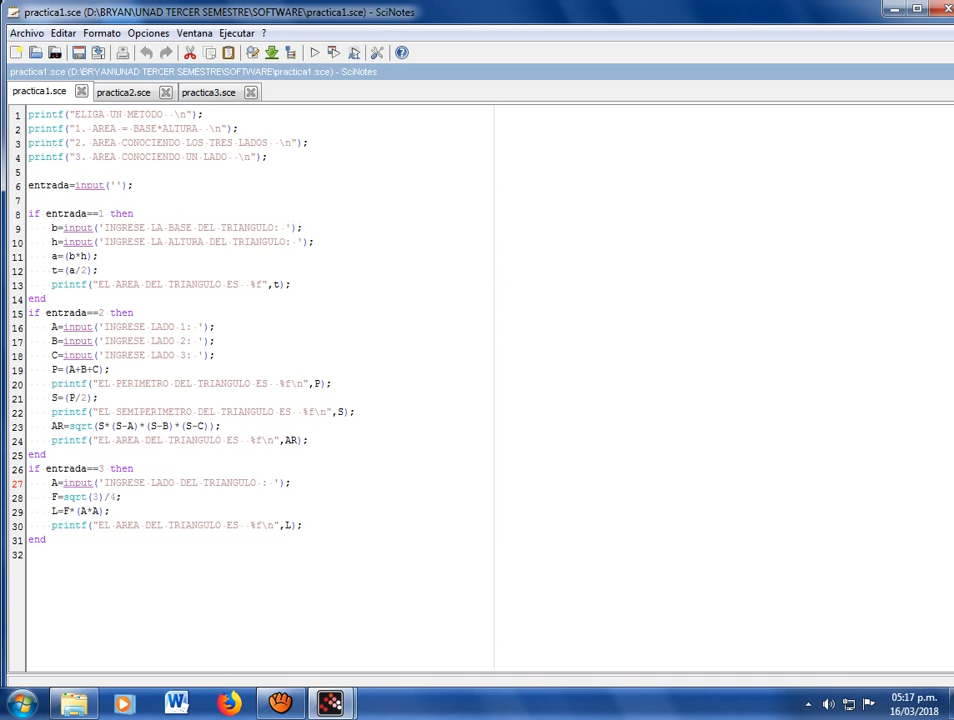 practica1.sce (D:\BRYAN\UNAD TERCER SEMESTRE\SOFTWARE\practica1.sce) - SciNotes
Archivo Editar Formato Opciones Ventana Ejecutar ?
practica1.sce (D:\BRYAN\UNAD TERCER SEMESTRE\SOFTWARE\practica1.sce) - SciNotes
practica1.sce practica2.sce practica3.sce
1 printf("ELIGA UN METODO  \n");
2 printf("1. AREA = BASE*ALTURA  \n");
3 printf("2. AREA CONOCIENDO LOS TRES LADOS  \n");
4 printf("3. AREA CONOCIENDO UN LADO  \n");
5
6 entrada=input('');
7
8 if entrada==1 then
9     b=input('INGRESE LA BASE DEL TRIANGULO: ');
10     h=input('INGRESE LA ALTURA DEL TRIANGULO: ');
11     a=(b*h);
12     t=(a/2);
13     printf("EL AREA DEL TRIANGULO ES  %f",t);
14 end
15 if entrada==2 then
16     A=input('INGRESE LADO 1: ');
17     B=input('INGRESE LADO 2: ');
18     C=input('INGRESE LADO 3: ');
19     P=(A+B+C);
20     printf("EL PERIMETRO DEL TRIANGULO ES  %f\n",P);
21     S=(P/2);
22     printf("EL SEMIPERIMETRO DEL TRIANGULO ES  %f\n",S);
23     AR=sqrt(S*(S-A)*(S-B)*(S-C));
24     printf("EL AREA DEL TRIANGULO ES  %f\n",AR);
25 end
26 if entrada==3 then
27     A=input('INGRESE LADO DEL TRIANGULO : ');
28     F=sqrt(3)/4;
29     L=F*(A*A);
30     printf("EL AREA DEL TRIANGULO ES  %f\n",L);
31 end
32
05:17 p.m.
16/03/2018